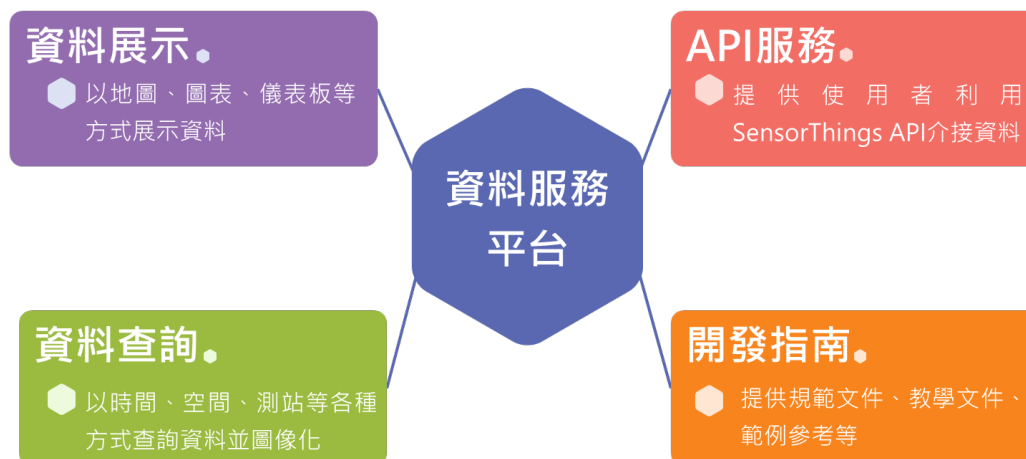 資料展示
以地圖、圖表、儀表板等
方式展示資料
API服務
提供使用者利用
SensorThings API介接資料
資料服務
平台
資料查詢
以時間、空間、測站等各種
方式查詢資料並圖像化
開發指南
提供規範文件、教學文件、
範例參考等